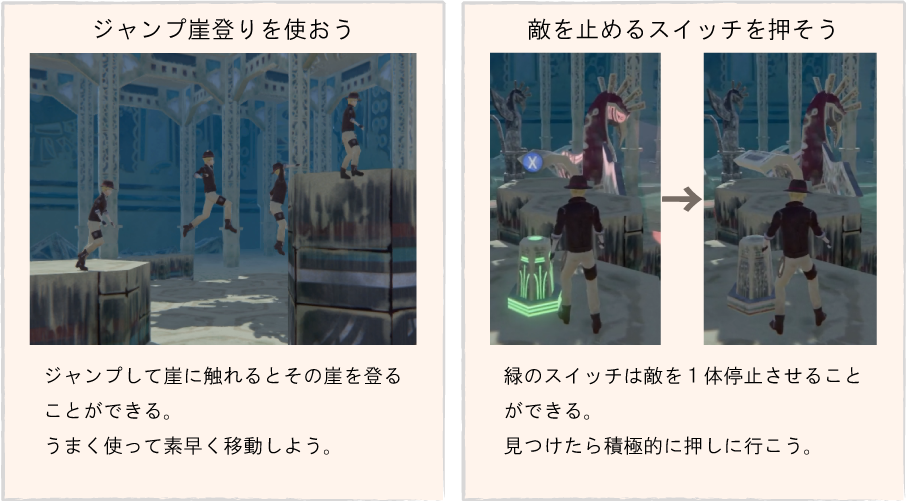 ジャンプ崖登りを使おう
ジャンプして崖に触れるとその崖を登る
ことができる。
うまく使って素早く移動しよう。
敵を止めるスイッチを押そう
X
緑のスイッチは敵を１体停止させること
ができる。
見つけたら積極的に押しに行こう。